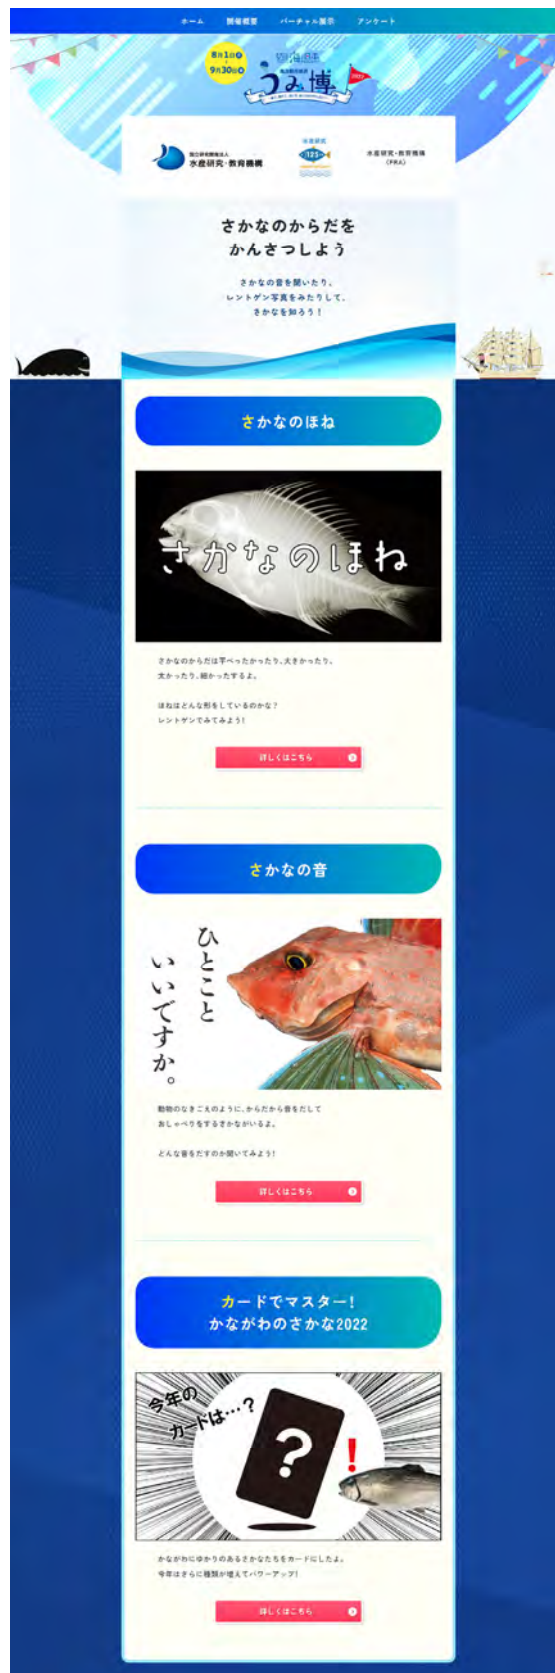 ホーム 開催概要 バーチャル展示 アンケート
8月1日
9月30日
うみ博
2022
国立研究開発法人
水産研究・教育機構
水産研究
125
水産研究・教育機構
(FRA)
さかなのからだを
かんさつしよう
さかなの音を聞いたり、
レントゲン写真をみたりして、
さかなを知ろう！
さかなのほね
さかなのほね
さかなのからだは平べったかったり、大きかったり、
太かったり、細かったするよ。
ほねはどんな形をしているのかな？
レントゲンでみてみよう！
詳しくはこちら
さかなの音
ひとこと
いいですか。
動物のなきごえのように、からだから音をだして
おしゃべりをするさかながいるよ。
どんな音をだすのか聞いてみよう！
詳しくはこちら
カードでマスター！
かながわのさかな2022
今年の
カードは…？
?
!
かながわにゆかりのあるさかなたちをカードにしたよ。
今年はさらに種類が増えてパワーアップ！
詳しくはこちら